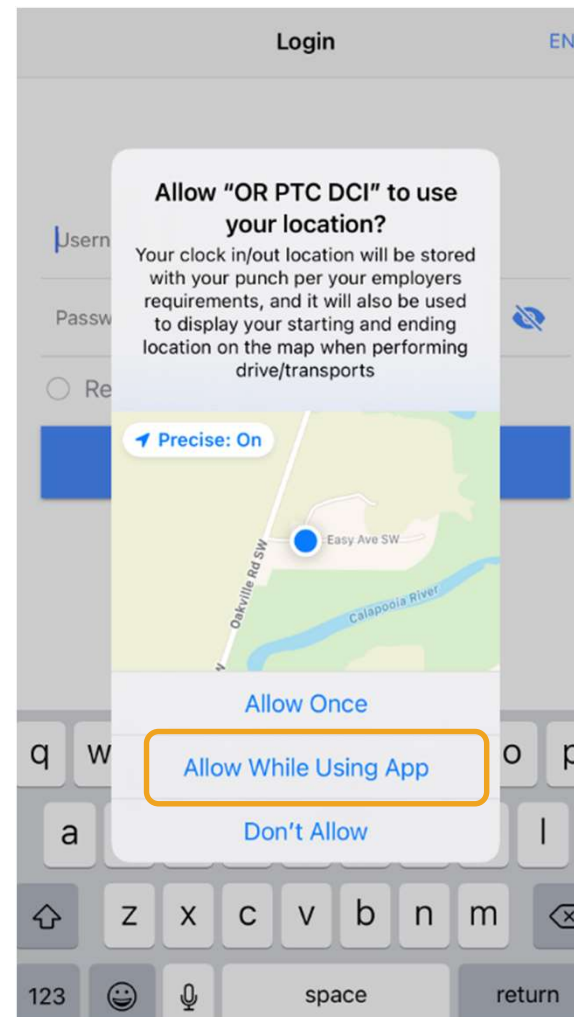 Login
EN
Allow “OR PTC DCI” to use
your location?
Usern
Your clock in/out location will be stored
with your punch per your employers
requirements, and it will also be used
Passw
to display your starting and ending
location on the map when performing
drive/transports
Re
Precise: On
Easy Ave SW
Oakville Rd SW
Calapooia River
Allow Once
q w o p
Allow While Using App
a l
Don’t Allow
z x c v b n m
123 space return